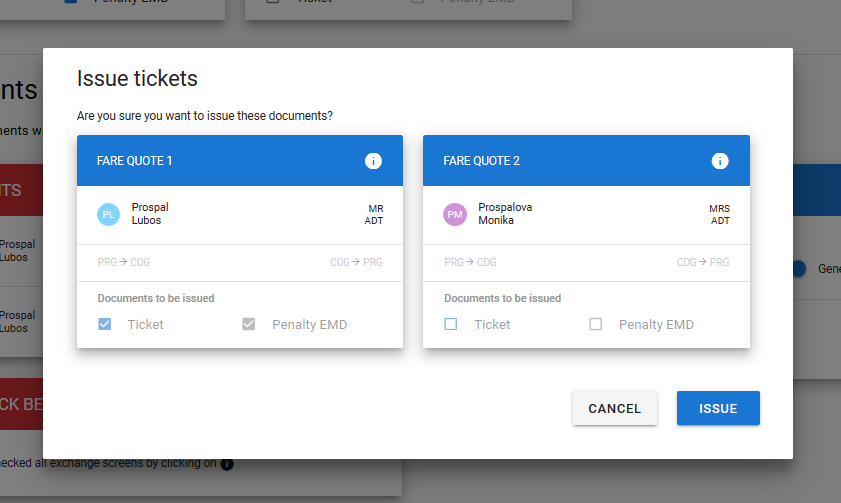 Penalty EMD
Ticket
Penalty EMD
Issue tickets
nts
Are you sure you want to issue these documents?
ments w
FARE QUOTE 1
FARE QUOTE 2
TS
PL
Prospal
Lubos
MR
ADT
PM
Prospalova
Monika
MRS
ADT
Prospal
Lubos
PRG → CDG
CDG → PRG
PRG → CDG
CDG → PRG
Gene
Documents to be issued
Documents to be issued
Prospal
Lubos
Ticket
Penalty EMD
Ticket
Penalty EMD
CK BE
CANCEL
ISSUE
hecked all exchange screens by clicking on